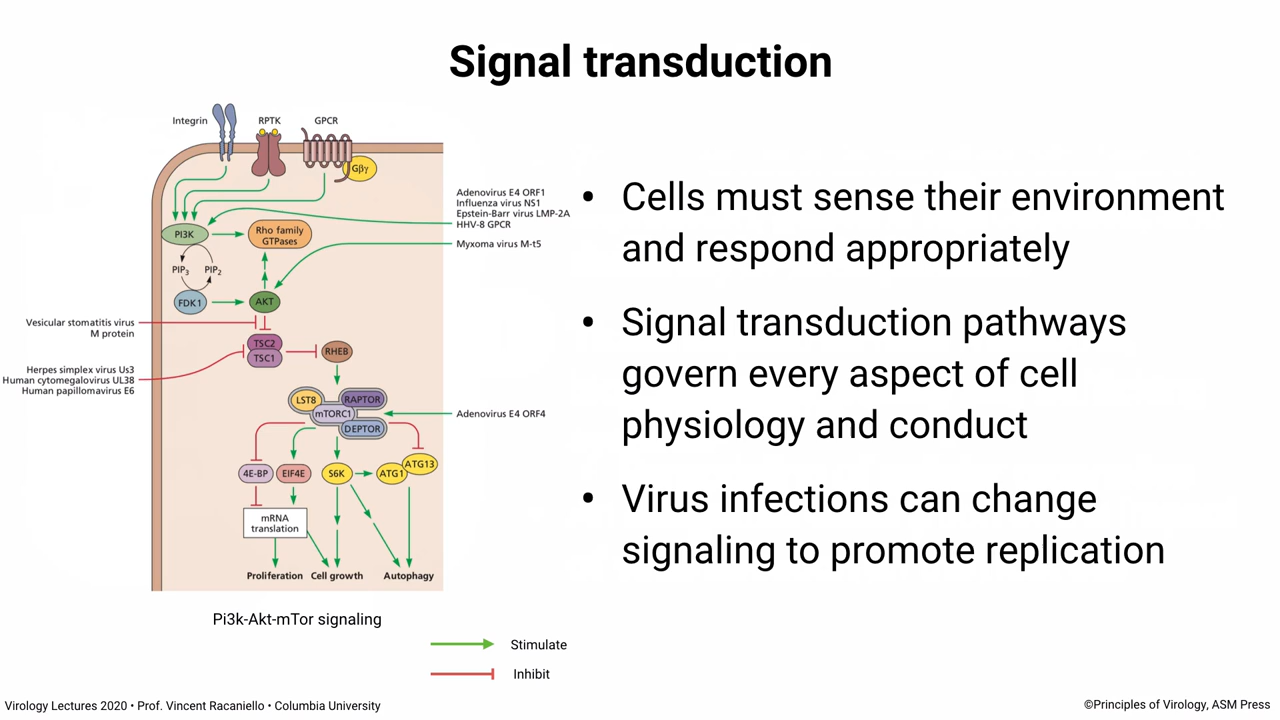 Signal transduction
Integrin
RPTK
GPCR
Gβγ
Adenovirus E4 ORF1
Influenza virus NS1
Epstein-Barr virus LMP-2A
HHV-8 GPCR
Myxoma virus M-t5
PI3K
Rho family
GTPases
PIP3
PIP2
FDK1
AKT
Vesicular stomatitis virus
M protein
TSC2
TSC1
RHEB
Herpes simplex virus Us3
Human cytomegalovirus UL38
Human papillomavirus E6
LST8
RAPTOR
mTORC1
DEPTOR
Adenovirus E4 ORF4
4E-BP
EIF4E
S6K
ATG1
ATG13
mRNA
translation
Proliferation
Cell growth
Autophagy
Pi3k-Akt-mTor signaling
Stimulate
Inhibit
• Cells must sense their environment
and respond appropriately
• Signal transduction pathways
govern every aspect of cell
physiology and conduct
• Virus infections can change
signaling to promote replication
Virology Lectures 2020 • Prof. Vincent Racaniello • Columbia University
©Principles of Virology, ASM Press